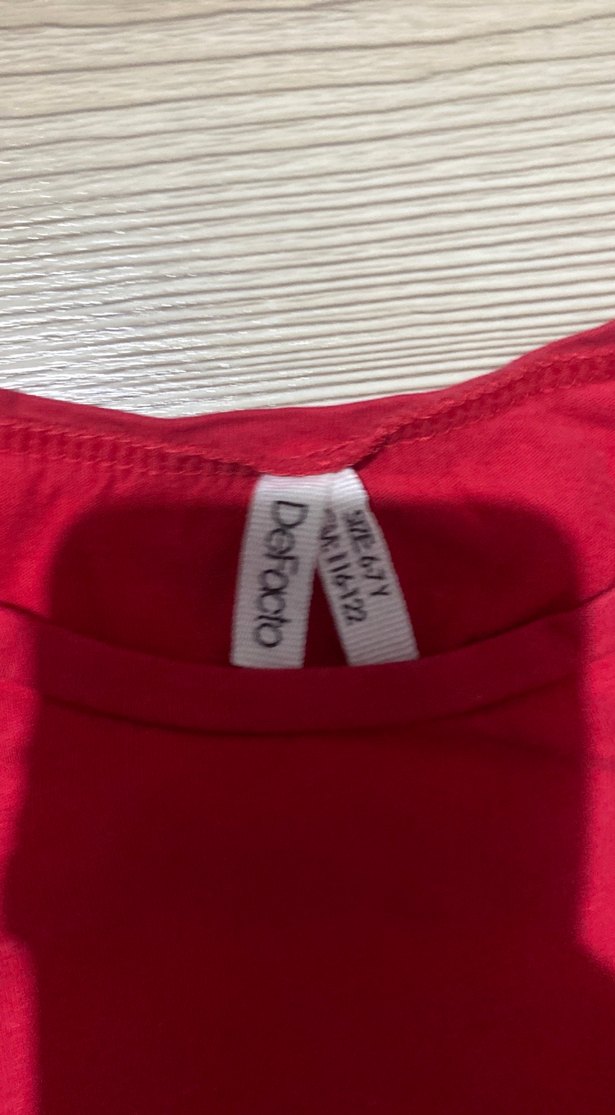 DeFacto
SIZE: 6-7 Y
116-122